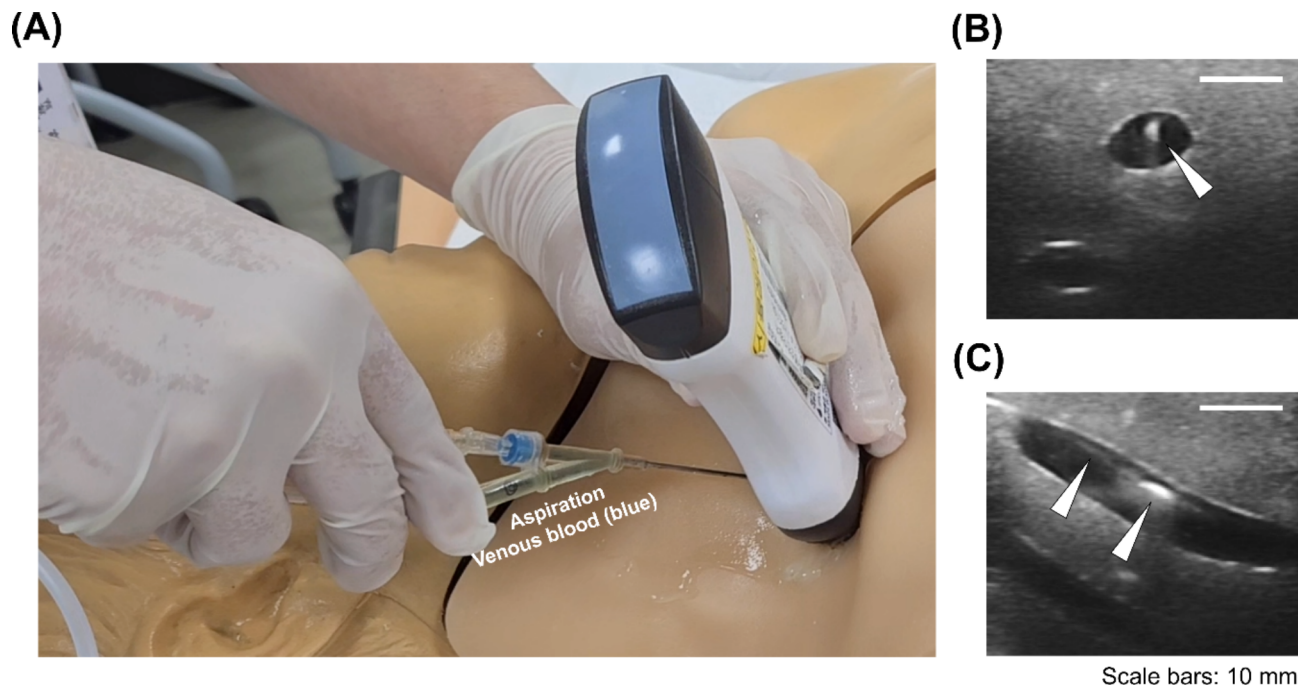 (A)
Aspiration
Venous blood (blue)
(B)
(C)
Scale bars: 10 mm